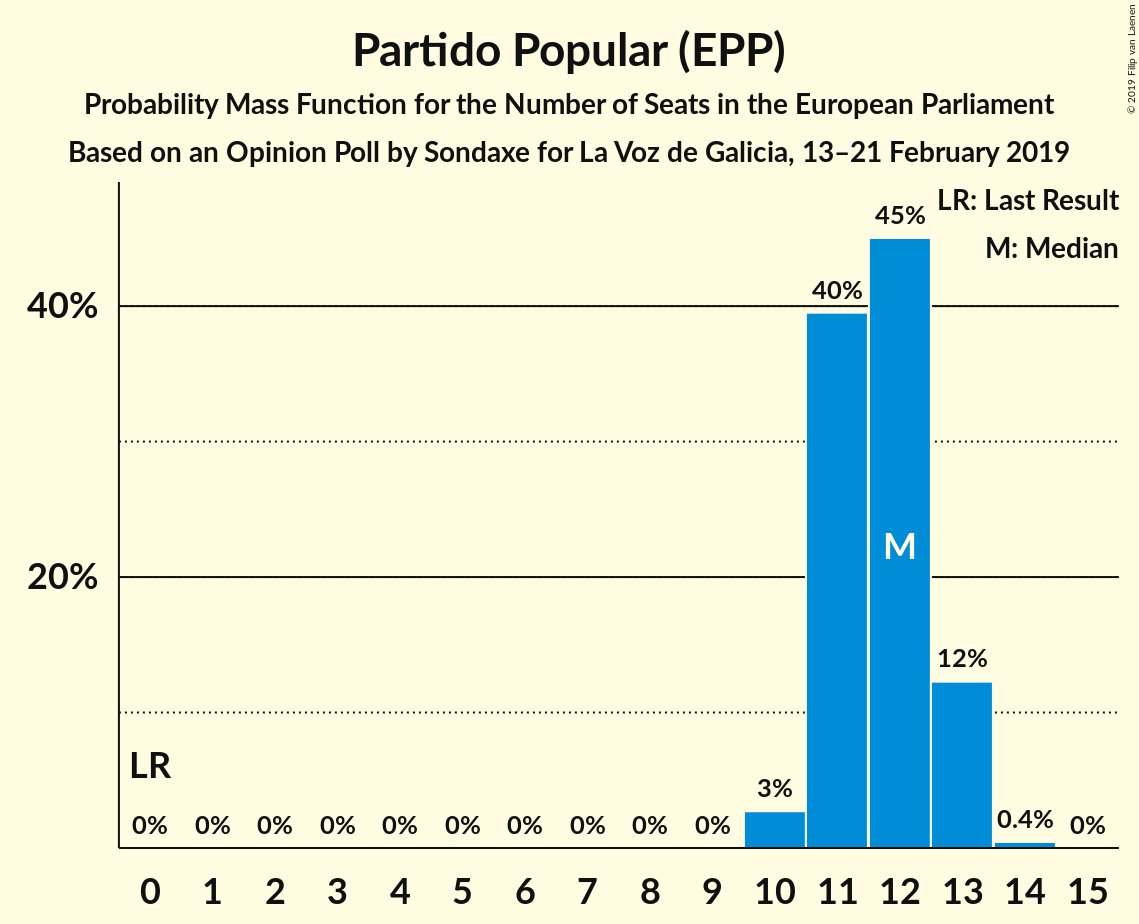 Partido Popular (EPP)
Probability Mass Function for the Number of Seats in the European Parliament
Based on an Opinion Poll by Sondaxe for La Voz de Galicia, 13–21 February 2019
© 2019 Filip van Laenen
LR: Last Result
M: Median
45%
40%
40%
M
20%
12%
LR
3%
0% 0% 0% 0% 0% 0% 0% 0% 0% 0% 0.4% 0%
0 1 2 3 4 5 6 7 8 9 10 11 12 13 14 15